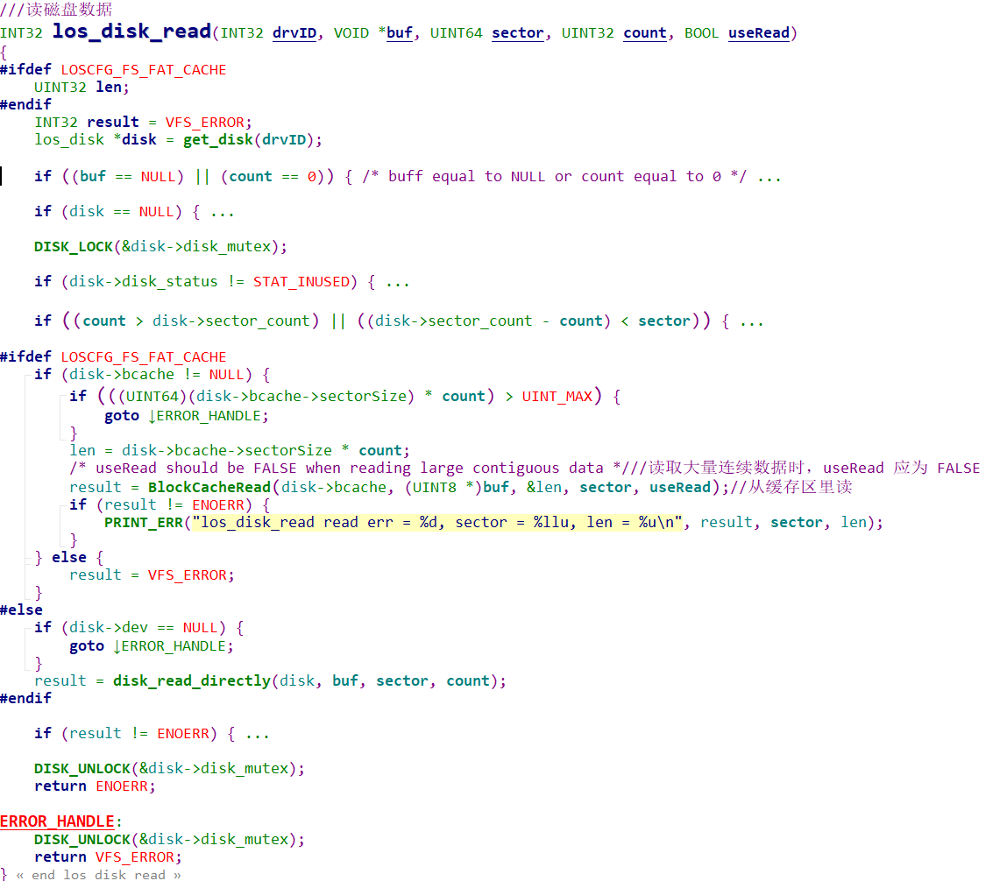 ///读磁盘数据
INT32 los_disk_read(INT32 drvID, VOID *buf, UINT64 sector, UINT32 count, BOOL useRead)
{
#ifdef LOSCFG_FS_FAT_CACHE
    UINT32 len;
#endif
    INT32 result = VFS_ERROR;
    los_disk *disk = get_disk(drvID);

    if ((buf == NULL) || (count == 0)) { /* buff equal to NULL or count equal to 0 */ ...

    if (disk == NULL) { ...

    DISK_LOCK(&disk->disk_mutex);

    if (disk->disk_status != STAT_INUSED) { ...

    if ((count > disk->sector_count) || ((disk->sector_count - count) < sector)) { ...

#ifdef LOSCFG_FS_FAT_CACHE
    if (disk->bcache != NULL) {
        if (((UINT64)(disk->bcache->sectorSize) * count) > UINT_MAX) {
            goto ↓ERROR_HANDLE;
        }
        len = disk->bcache->sectorSize * count;
        /* useRead should be FALSE when reading large contiguous data *///读取大量连续数据时，useRead 应为 FALSE
        result = BlockCacheRead(disk->bcache, (UINT8 *)buf, &len, sector, useRead);//从缓存区里读
        if (result != ENOERR) {
            PRINT_ERR("los_disk_read read err = %d, sector = %llu, len = %u\n", result, sector, len);
        }
    } else {
        result = VFS_ERROR;
    }
#else
    if (disk->dev == NULL) {
        goto ↓ERROR_HANDLE;
    }
    result = disk_read_directly(disk, buf, sector, count);
#endif

    if (result != ENOERR) { ...

    DISK_UNLOCK(&disk->disk_mutex);
    return ENOERR;

ERROR_HANDLE:
    DISK_UNLOCK(&disk->disk_mutex);
    return VFS_ERROR;
} « end los_disk_read »